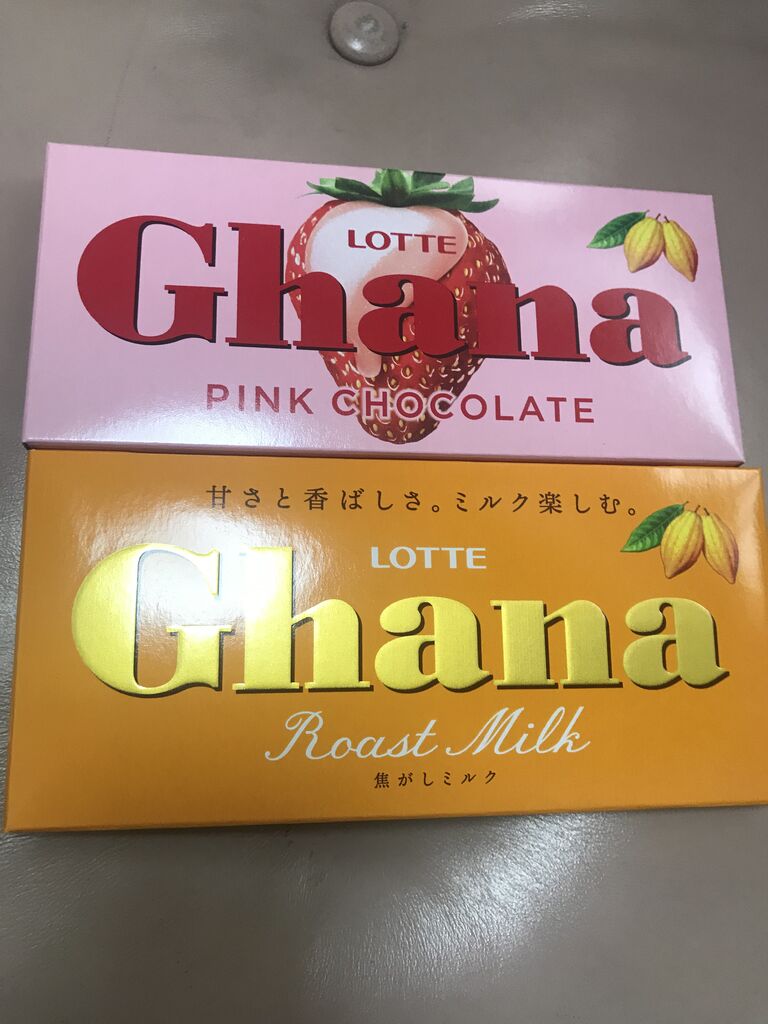 LOTTE
Ghana
PINK CHOCOLATE
甘さと香ばしさ。ミルク楽しむ。
LOTTE
Ghana
Roast Milk
焦がしミルク